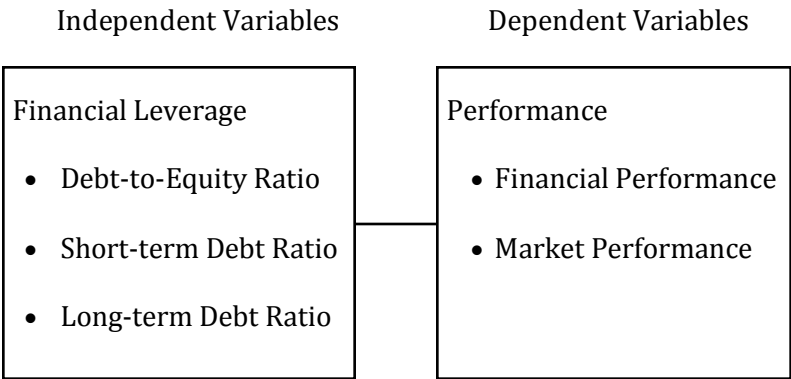 Independent Variables
Dependent Variables
Financial Leverage
• Debt-to-Equity Ratio
• Short-term Debt Ratio
• Long-term Debt Ratio
Performance
• Financial Performance
• Market Performance